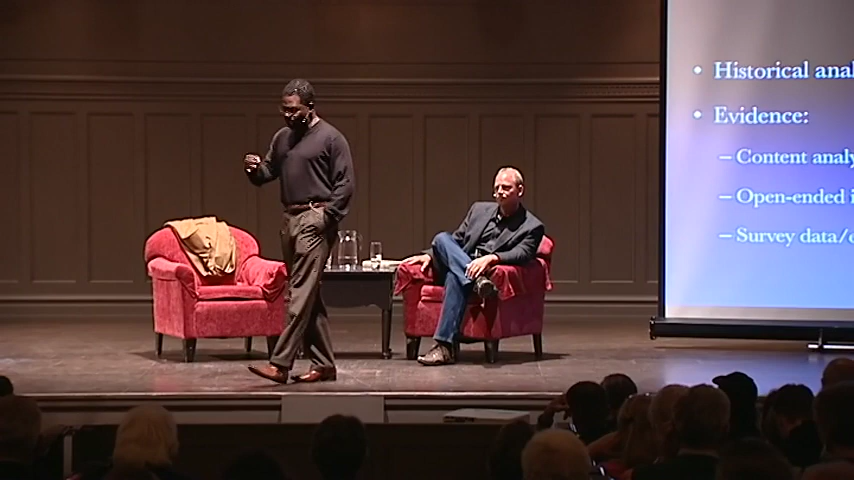 • Historical anal
• Evidence:
– Content analy
– Open-ended i
– Survey data/